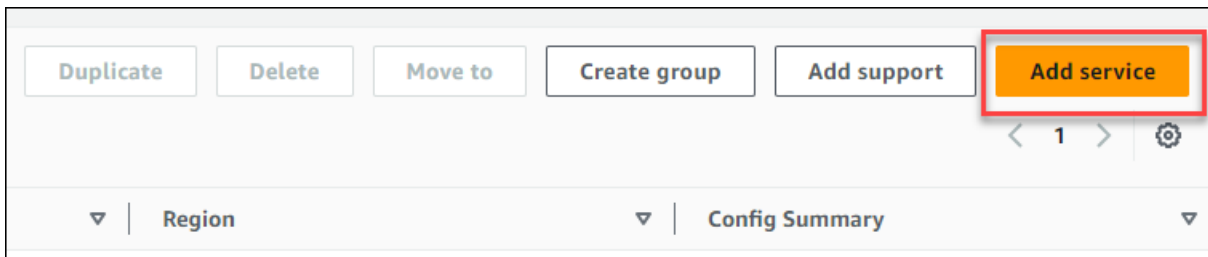 Duplicate Delete Move to Create group Add support Add service
1
Region Config Summary